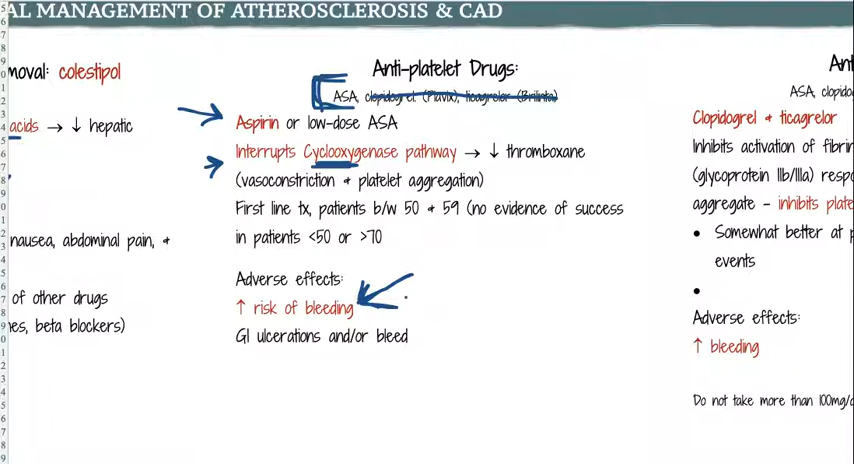 AL MANAGEMENT OF ATHEROSCLEROSIS & CAD
moval: colestipol
acids → ↓ hepatic
nausea, abdominal pain, &
of other drugs
es, beta blockers)
Anti-platelet Drugs:
ASA, clopidogrel (Plavix), ticagrelor (Brilinta)
Aspirin or low-dose ASA
Interrupts Cyclooxygenase pathway → ↓ thromboxane
(vasoconstriction & platelet aggregation)
First line tx, patients b/w 50 & 59 (no evidence of success
in patients <50 or >70
Adverse effects:
↑ risk of bleeding
GI ulcerations and/or bleed
Ant
ASA, clopidog
Clopidogrel & ticagrelor
Inhibits activation of fibrin
(glycoprotein IIb/IIIa) resp
aggregate – inhibits plate
• Somewhat better at p
events
•
Adverse effects:
↑ bleeding
Do not take more than 100mg/d